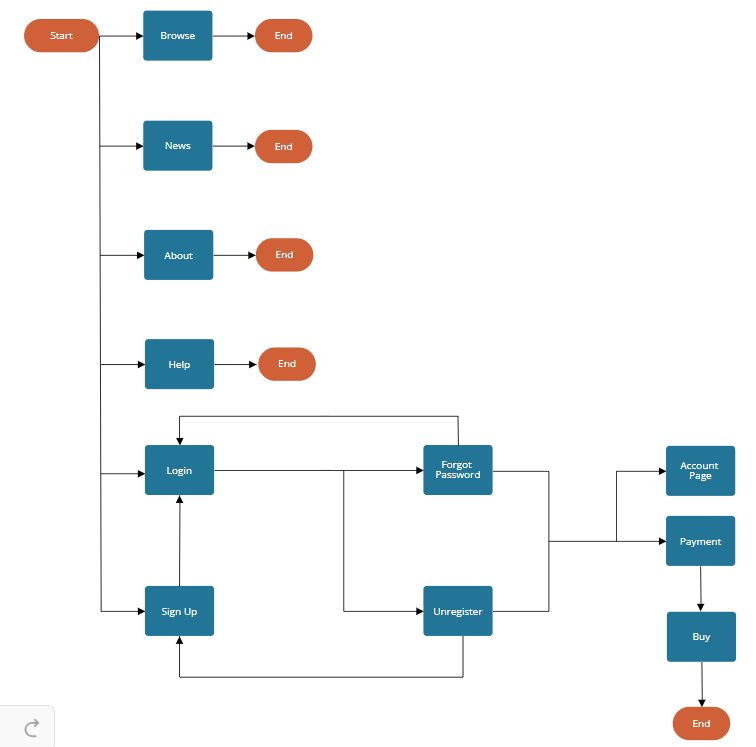 Start
Browse
End
News
End
About
End
Help
End
Login
Forgot
Password
Account
Page
Payment
Sign Up
Unregister
Buy
End